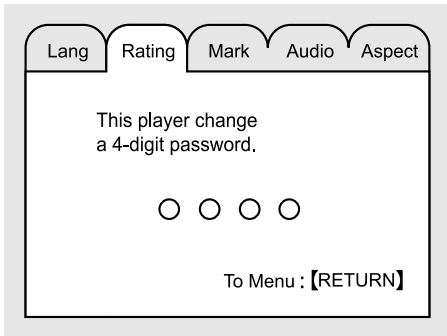 Lang Rating Mark Audio Aspect
This player change
a 4-digit password.
To Menu : 【RETURN】